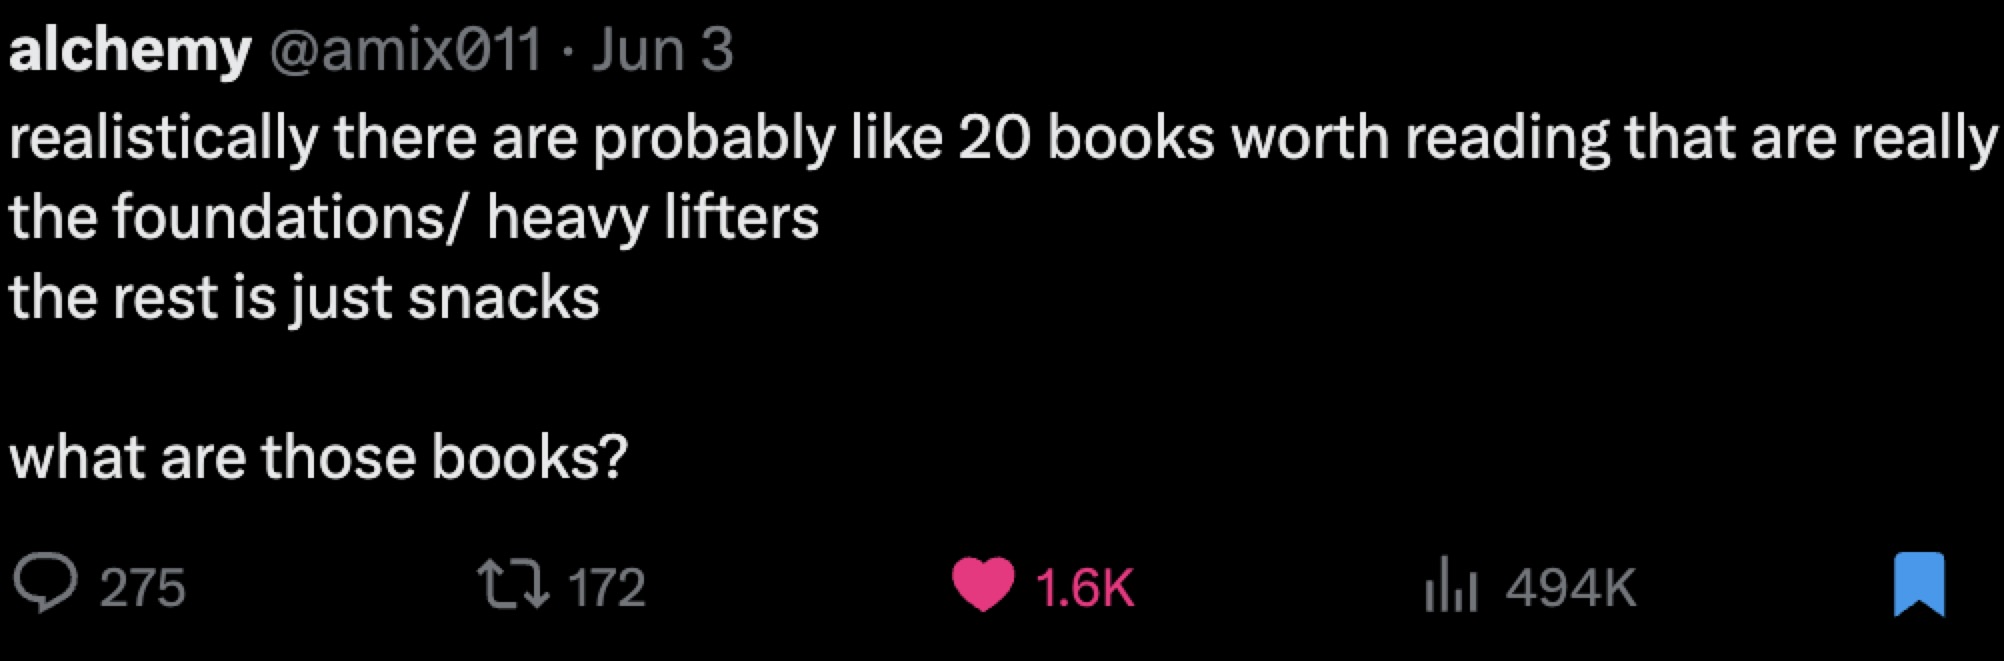 alchemy @amix011 · Jun 3
realistically there are probably like 20 books worth reading that are really
the foundations/ heavy lifters
the rest is just snacks
what are those books?
275 172 1.6K 494K